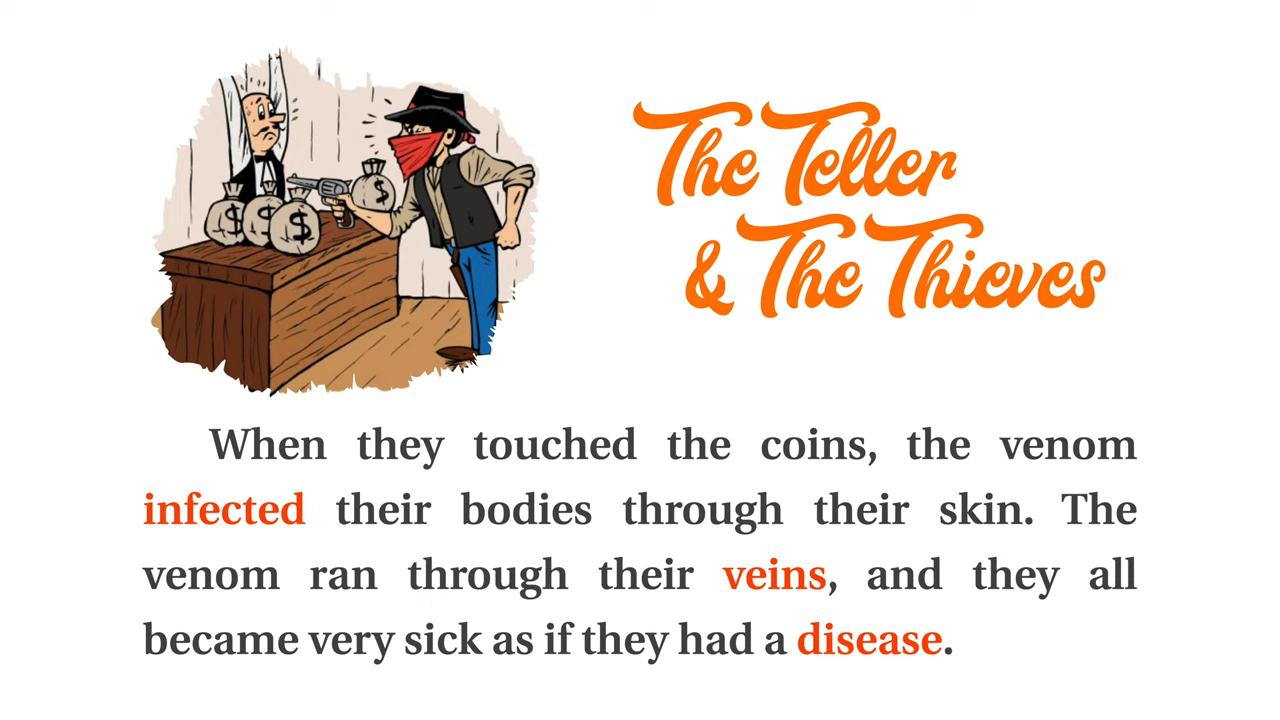 The Teller
& The Thieves
$ $ $ $
When they touched the coins, the venom
infected their bodies through their skin. The
venom ran through their veins, and they all
became very sick as if they had a disease.